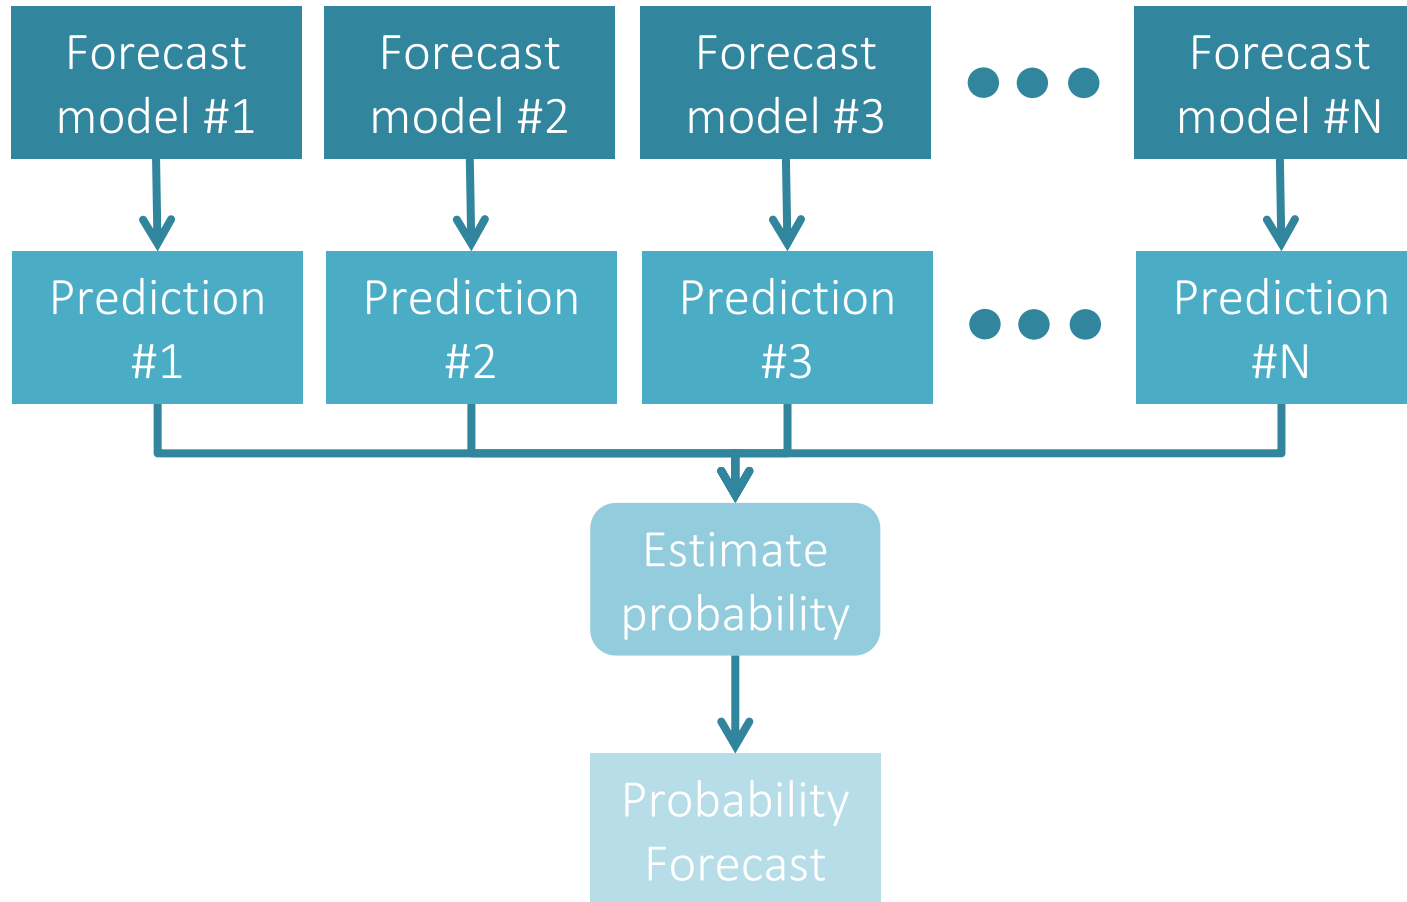 Forecast
model #1
Forecast
model #2
Forecast
model #3
Forecast
model #N
Prediction
#1
Prediction
#2
Prediction
#3
Prediction
#N
Estimate
probability
Probability
Forecast